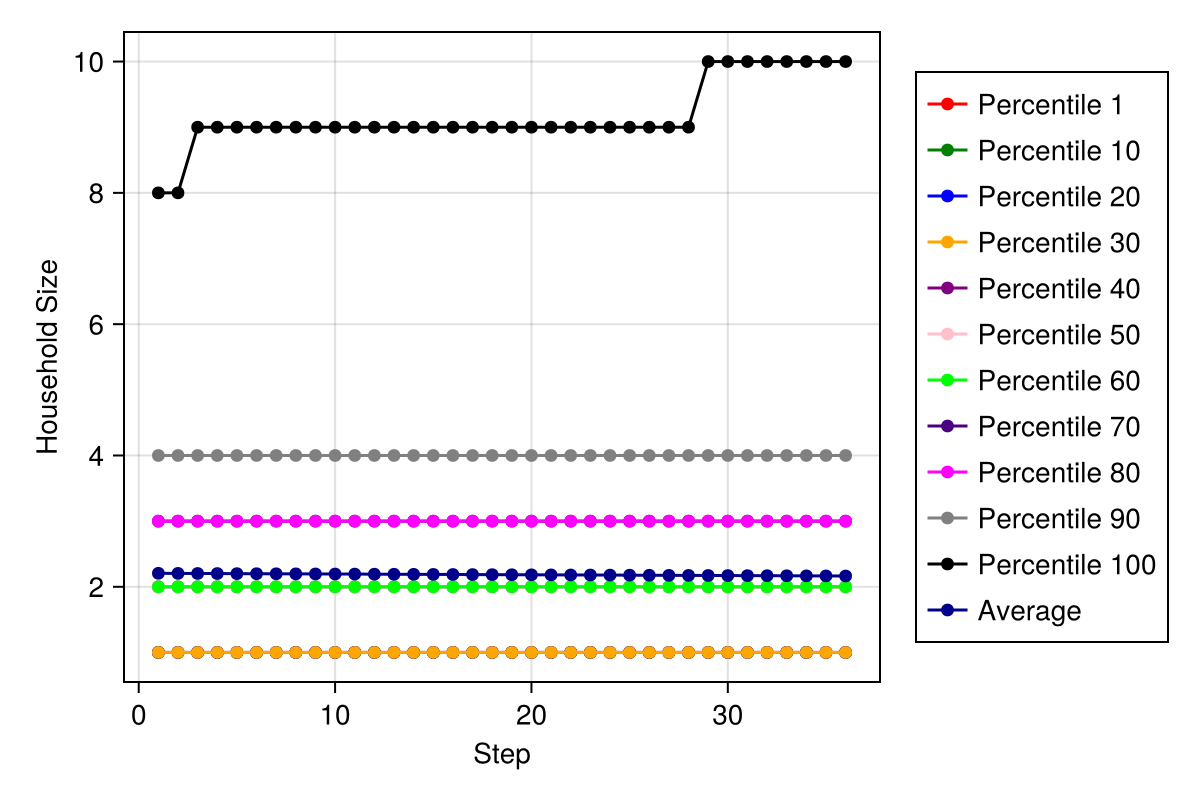 10
8
6
4
2
Household Size
0
10
20
30
Step
Percentile 1
Percentile 10
Percentile 20
Percentile 30
Percentile 40
Percentile 50
Percentile 60
Percentile 70
Percentile 80
Percentile 90
Percentile 100
Average